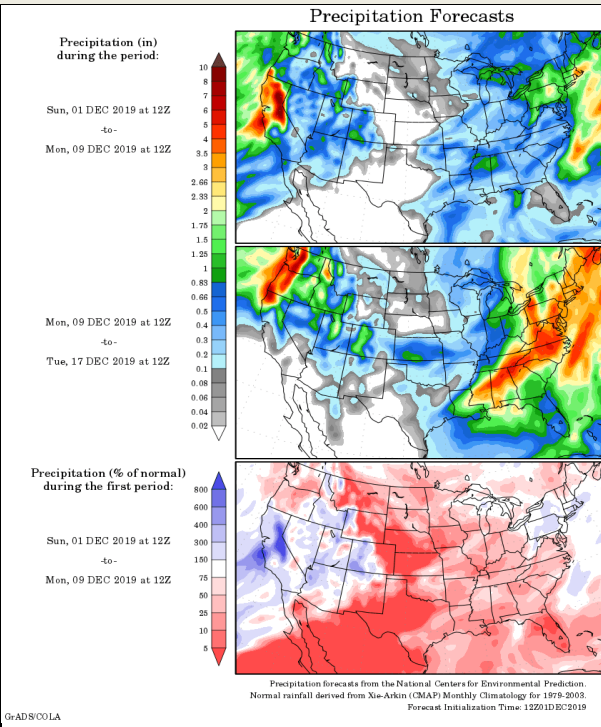 Precipitation Forecasts
Precipitation (in)
during the period:
Sun, 01 DEC 2019 at 12Z
-to-
Mon, 09 DEC 2019 at 12Z
10
8
7
6
5
4
3.5
3
2.66
2.33
2
1.75
1.5
1.25
1
0.83
0.66
0.5
0.4
0.3
0.2
0.1
0.08
0.06
0.04
0.02
Mon, 09 DEC 2019 at 12Z
-to-
Tue, 17 DEC 2019 at 12Z
Precipitation (% of normal)
during the first period:
Sun, 01 DEC 2019 at 12Z
-to-
Mon, 09 DEC 2019 at 12Z
800
600
400
300
150
75
50
25
10
5
Precipitation forecasts from the National Centers for Environmental Prediction.
Normal rainfall derived from Xie-Arkin (CMAP) Monthly Climatology for 1979-2003.
Forecast Initialization Time: 12Z01DEC2019
GrADS/COLA